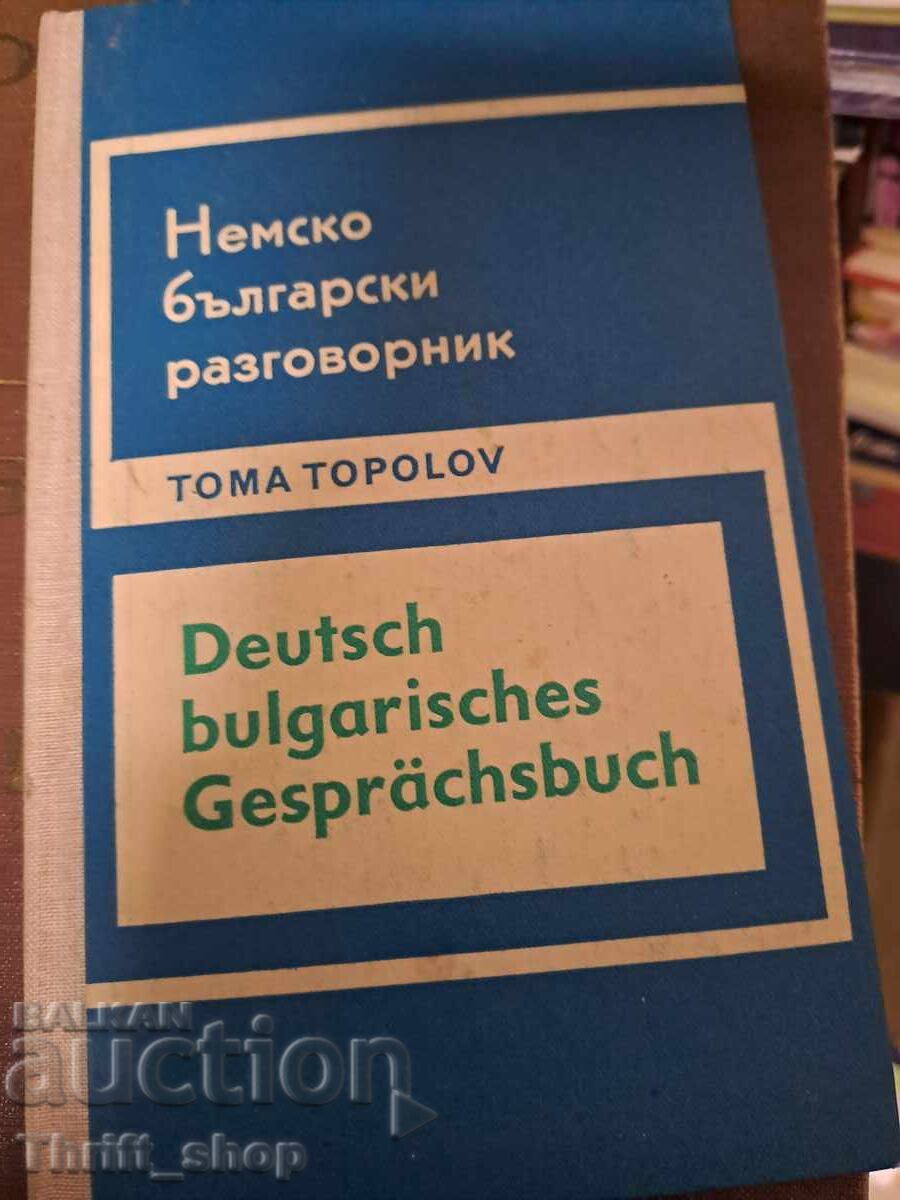 Немско
български
разговорник
TOMA TOPOLOV
Deutsch
bulgarisches
Gesprächsbuch
BALKAN
auction
Thrift_shop